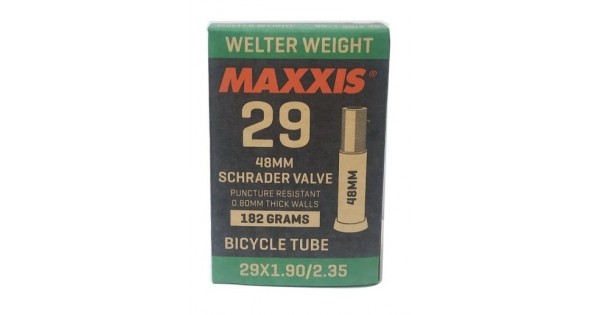 WELTER WEIGHT
MAXXIS®
29
48MM
SCHRADER VALVE
PUNCTURE RESISTANT
0.80MM THICK WALLS
182 GRAMS
48MM
BICYCLE TUBE
29X1.90/2.35